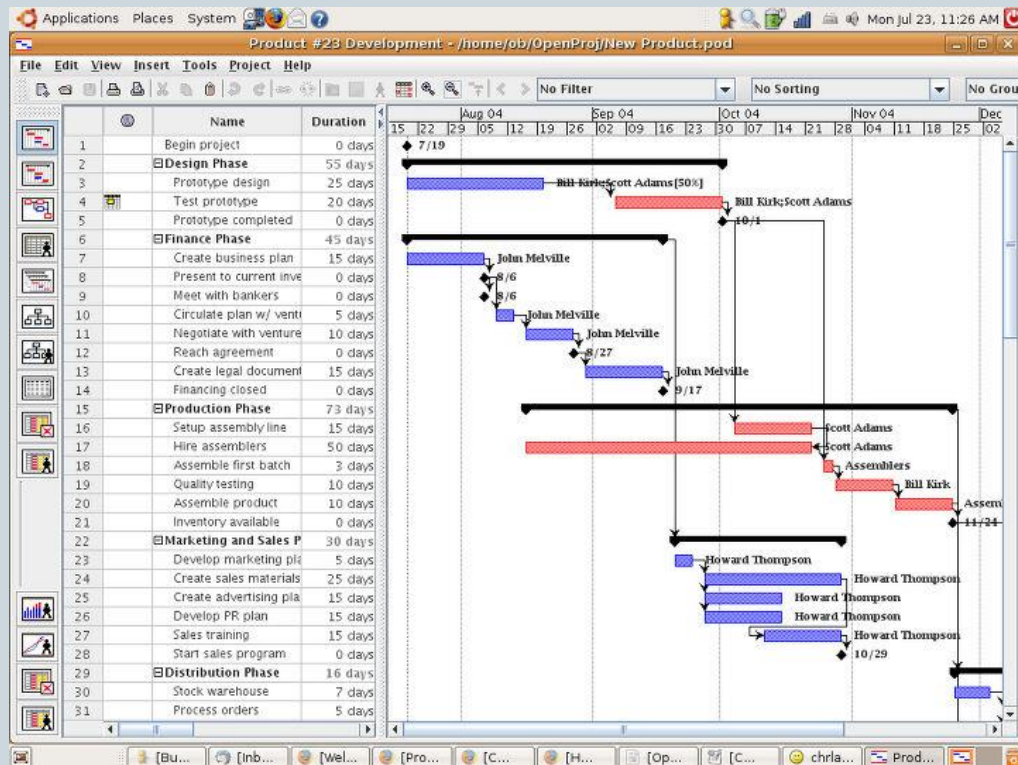 Applications Places System Mon Jul 23, 11:26 AM
Product #23 Development - /home/ob/OpenProj/New Product.pod
File Edit View Insert Tools Project Help
No Filter No Sorting No Grou
Name Duration
Aug 04 Sep 04 Oct 04 Nov 04 Dec
15 22 29 05 12 19 26 02 09 16 23 30 07 14 21 28 04 11 18 25 02
1 Begin project 0 days 7/19
2 Design Phase 55 days
3 Prototype design 25 days Bill Kirk;Scott Adams[50%]
4 Test prototype 20 days Bill Kirk;Scott Adams
5 Prototype completed 0 days 10/1
6 Finance Phase 45 days
7 Create business plan 15 days John Melville
8 Present to current inve 0 days 8/6
9 Meet with bankers 0 days 8/6
10 Circulate plan w/ vent 5 days John Melville
11 Negotiate with venture 10 days John Melville
12 Reach agreement 0 days 8/27
13 Create legal document 15 days John Melville
14 Financing closed 0 days 9/17
15 Production Phase 73 days
16 Setup assembly line 15 days Scott Adams
17 Hire assemblers 50 days Scott Adams
18 Assemble first batch 3 days Assemblers
19 Quality testing 10 days Bill Kirk
20 Assemble product 10 days Assem
21 Inventory available 0 days 11/24
22 Marketing and Sales P 30 days
23 Develop marketing pla 5 days Howard Thompson
24 Create sales materials 25 days Howard Thompson
25 Create advertising pla 15 days Howard Thompson
26 Develop PR plan 15 days Howard Thompson
27 Sales training 15 days Howard Thompson
28 Start sales program 0 days 10/29
29 Distribution Phase 16 days
30 Stock warehouse 7 days
31 Process orders 5 days
[Bu... [Inb... [Wel... [Pro... [C... [H... [Op... [C... chrla... Prod...